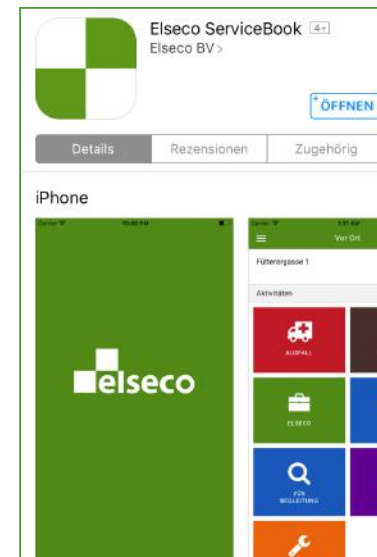 Elseco ServiceBook 4+
Elseco BV >
+ÖFFNEN
Details Rezensionen Zugehörig
iPhone
Vor Ort
Fütterergasse 1
Aktivitäten
AUSFALL
elseco
ELSECO
ZÜS
BEGLEITUNG